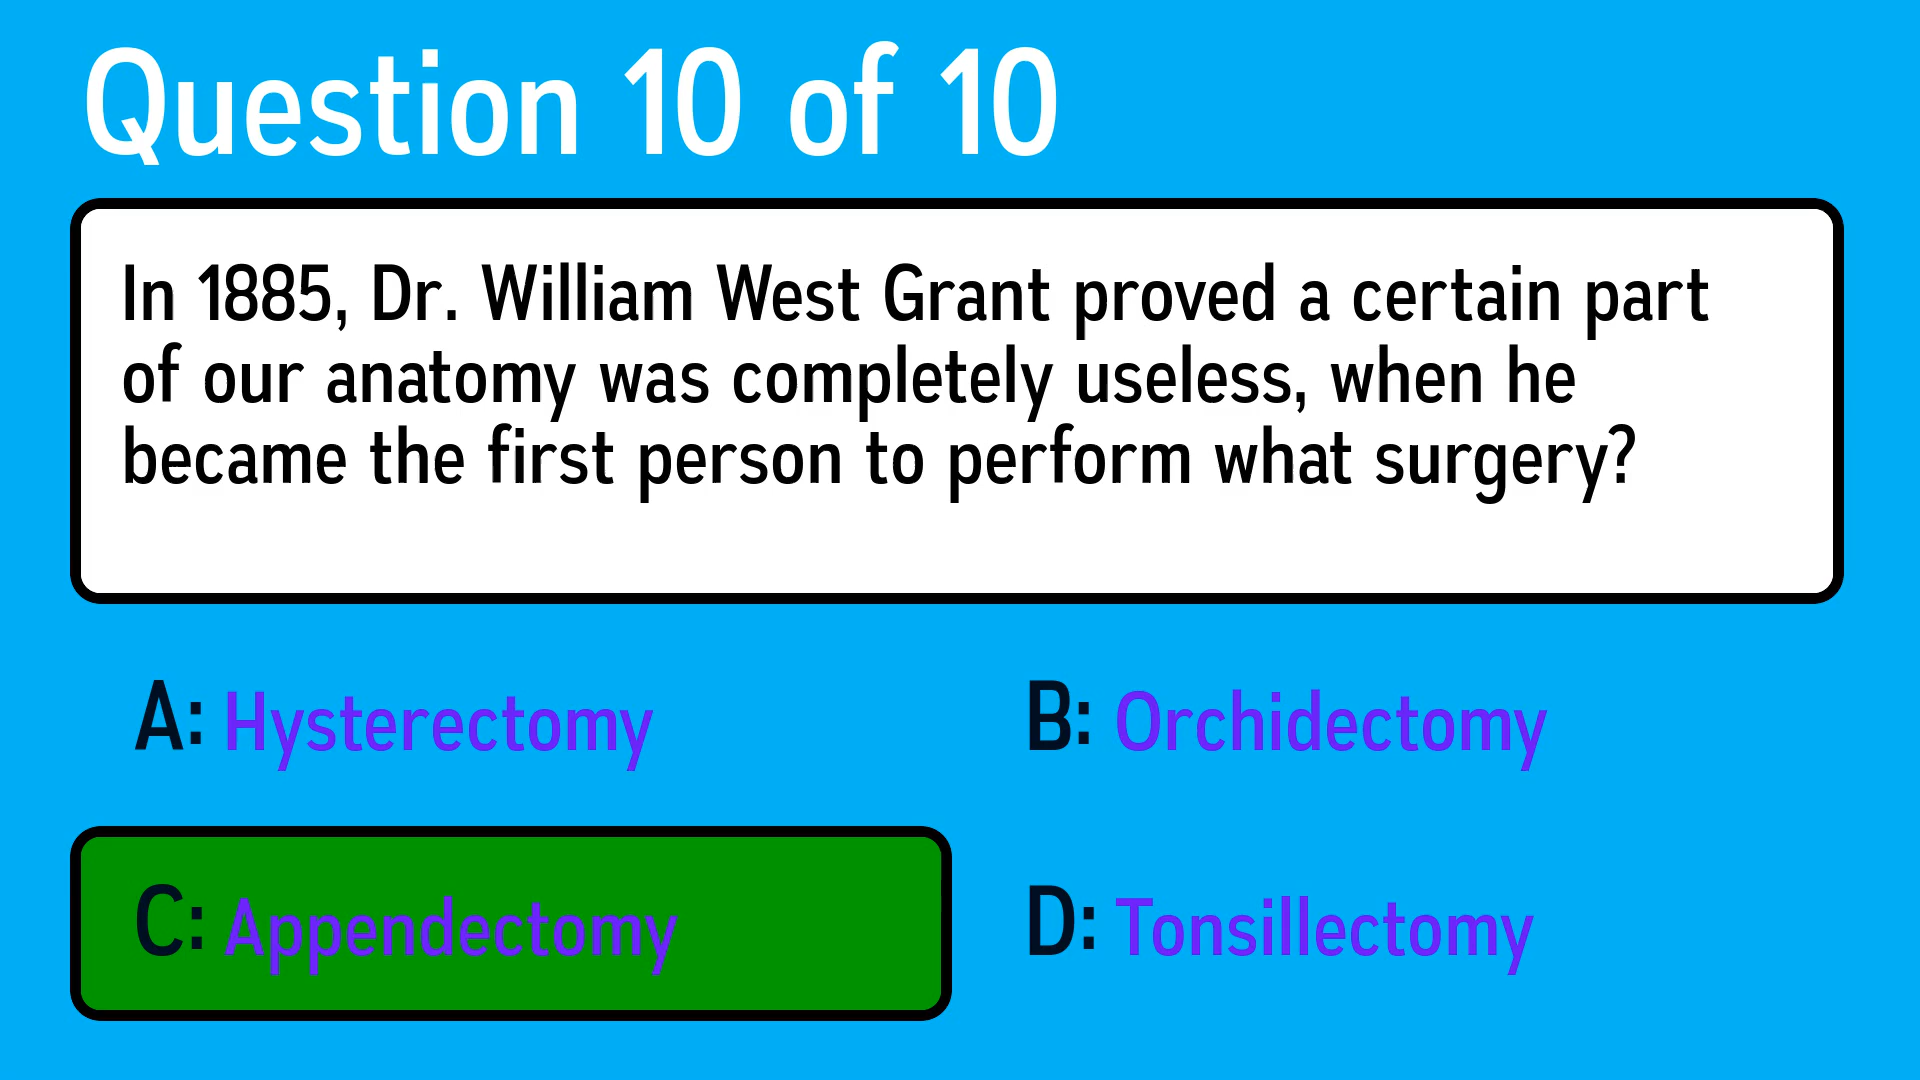 Question 10 of 10
In 1885, Dr. William West Grant proved a certain part
of our anatomy was completely useless, when he
became the first person to perform what surgery?
A: Hysterectomy
B: Orchidectomy
C: Appendectomy
D: Tonsillectomy